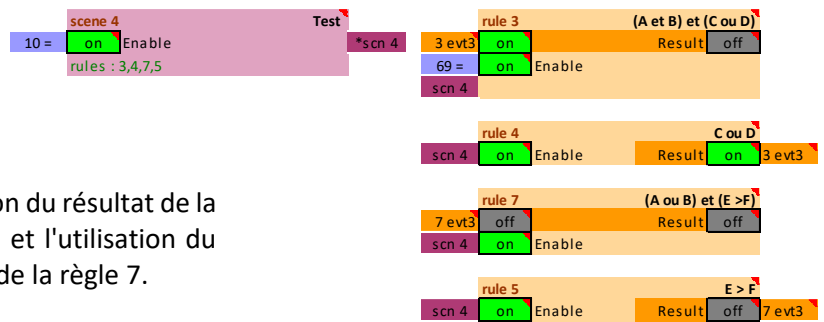 scene 4 Test
10 = on Enable *scn 4
rules : 3,4,7,5
rule 3 (A et B) et (C ou D)
3 evt3 on Result off
69 = on Enable
scn 4
rule 4 C ou D
scn 4 on Enable Result on 3 evt3
on du résultat de la
et l'utilisation du
de la règle 7.
rule 7 (A ou B) et (E >F)
7 evt3 off Result off
scn 4 on Enable
rule 5 E > F
scn 4 on Enable Result off 7 evt3